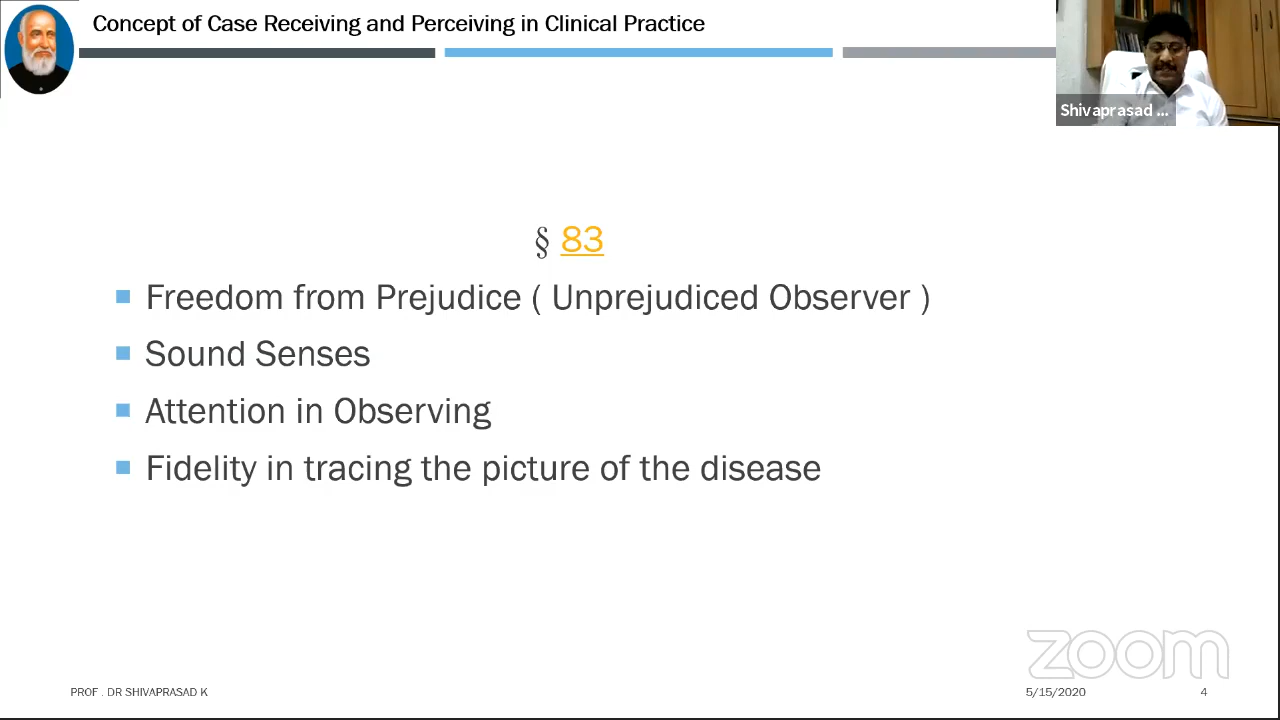 Concept of Case Receiving and Perceiving in Clinical Practice
Shivaprasad ...
§ 83
Freedom from Prejudice ( Unprejudiced Observer )
Sound Senses
Attention in Observing
Fidelity in tracing the picture of the disease
zoom
PROF . DR SHIVAPRASAD K
5/15/2020
4